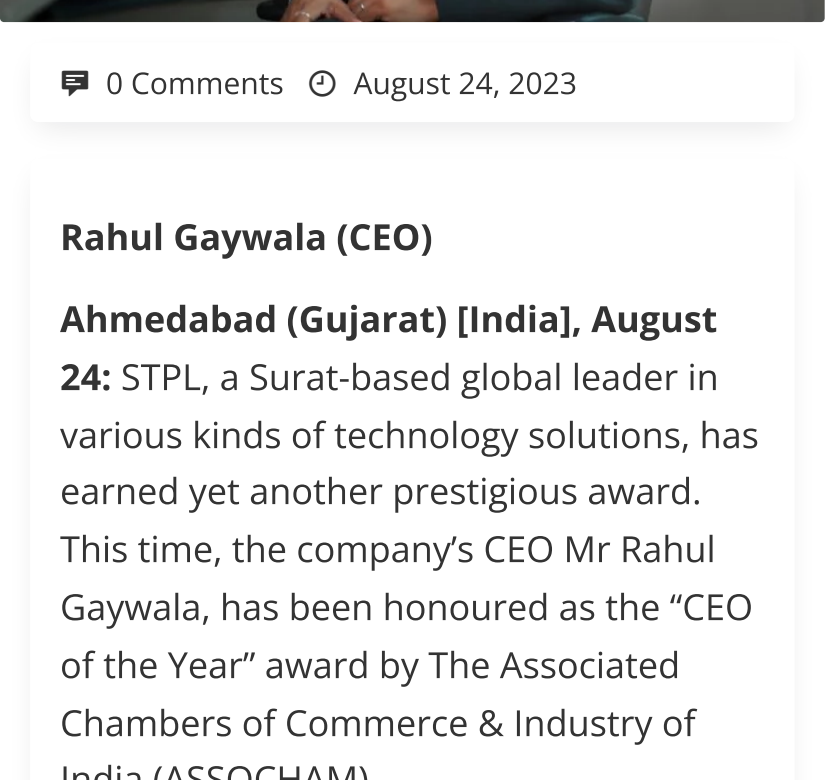 0 Comments August 24, 2023
Rahul Gaywala (CEO)
Ahmedabad (Gujarat) [India], August
24: STPL, a Surat-based global leader in
various kinds of technology solutions, has
earned yet another prestigious award.
This time, the company’s CEO Mr Rahul
Gaywala, has been honoured as the “CEO
of the Year” award by The Associated
Chambers of Commerce & Industry of
India (ASSOCHAM)